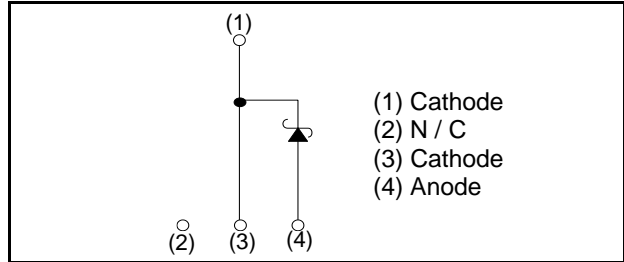 (1)
(1) Cathode
(2) N / C
(3) Cathode
(4) Anode
(2) (3) (4)